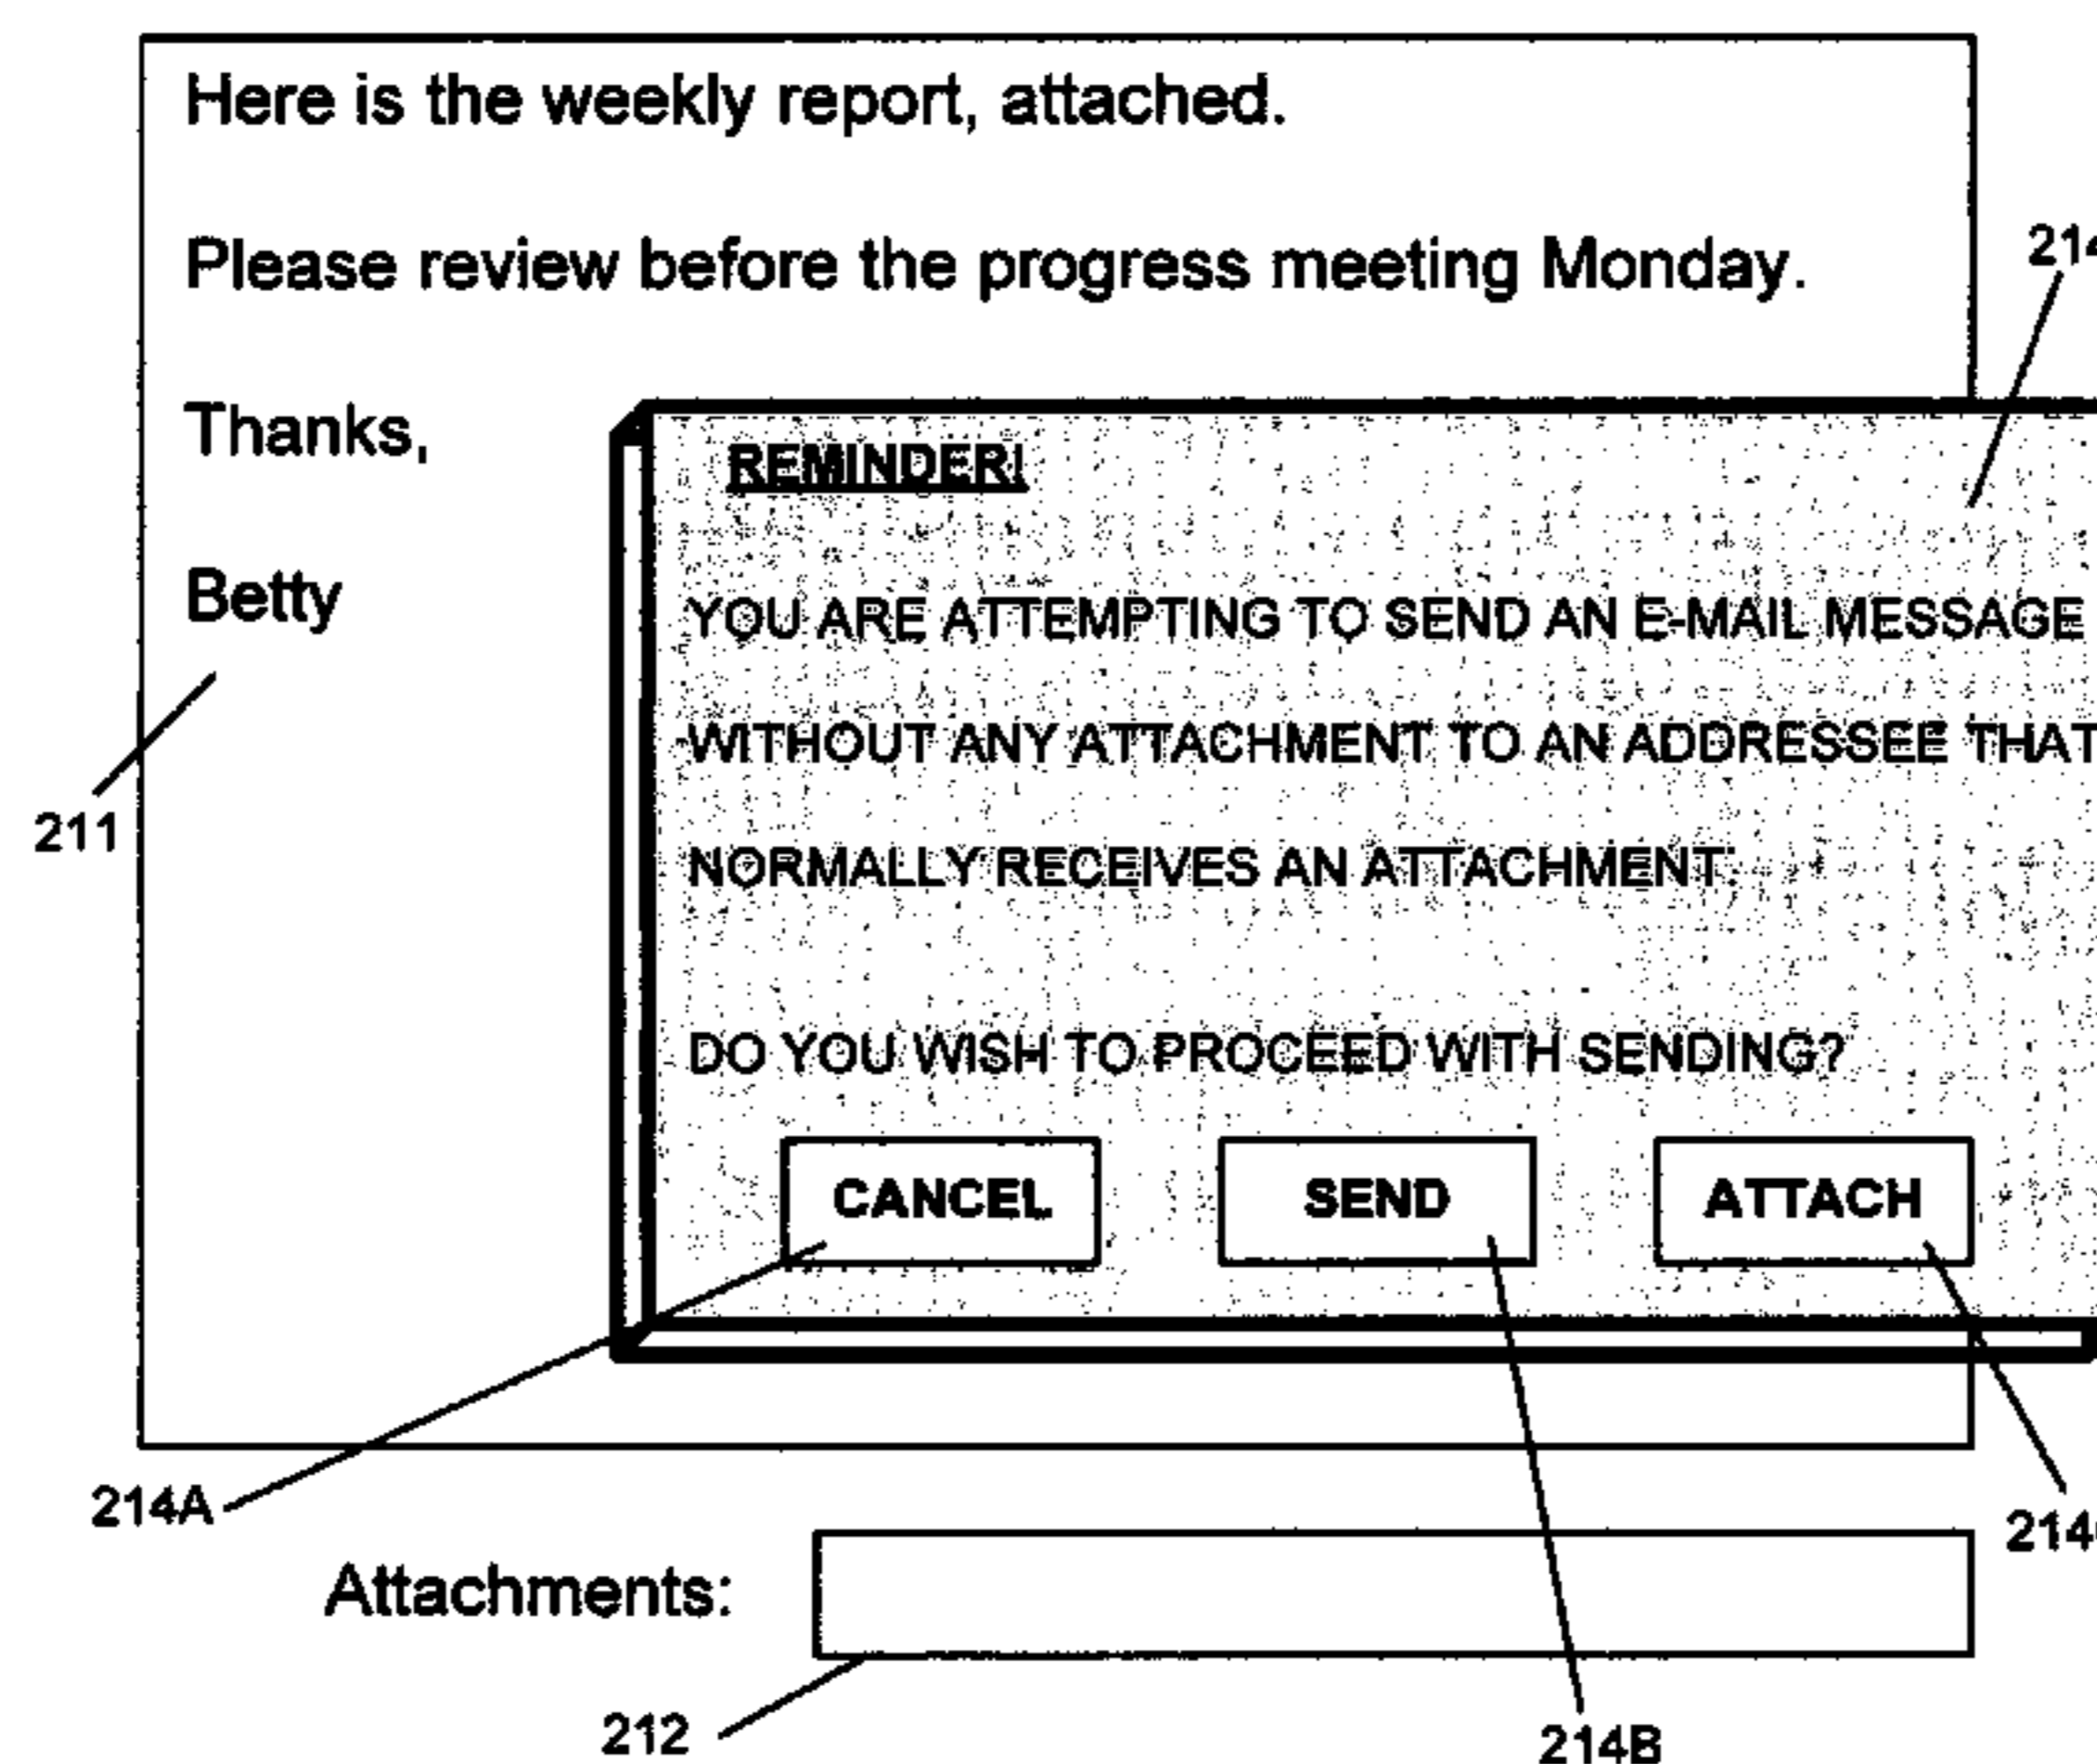 Here is the weekly report, attached.
Please review before the progress meeting Monday.
214
Thanks,
REMINDER!
Betty
YOU ARE ATTEMPTING TO SEND AN E-MAIL MESSAGE
WITHOUT ANY ATTACHMENT TO AN ADDRESSEE THAT
211
NORMALLY RECEIVES AN ATTACHMENT.
DO YOU WISH TO PROCEED WITH SENDING?
CANCEL SEND ATTACH
214A
Attachments:
212
214B